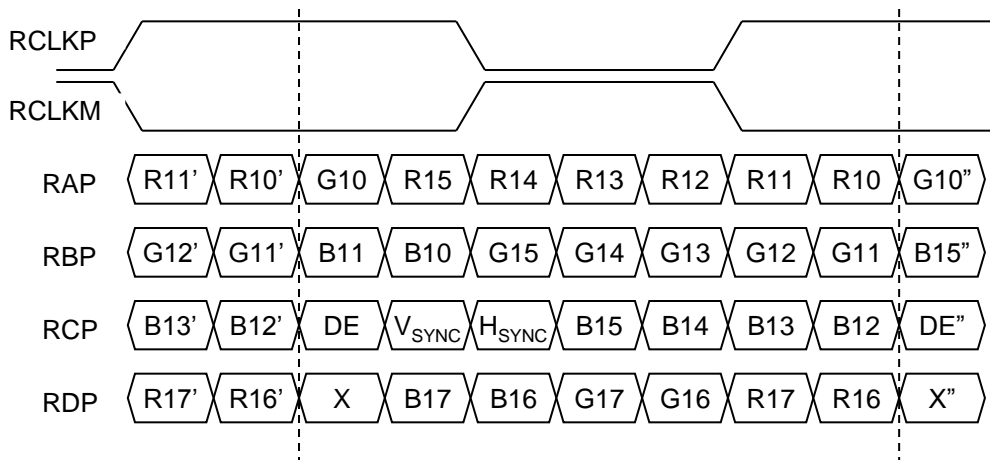 RCLKP
RCLKM
RAP R11’ R10’ G10 R15 R14 R13 R12 R11 R10 G10”
RBP G12’ G11’ B11 B10 G15 G14 G13 G12 G11 B15”
RCP B13’ B12’ DE VSYNC HSYNC B15 B14 B13 B12 DE”
RDP R17’ R16’ X B17 B16 G17 G16 R17 R16 X”